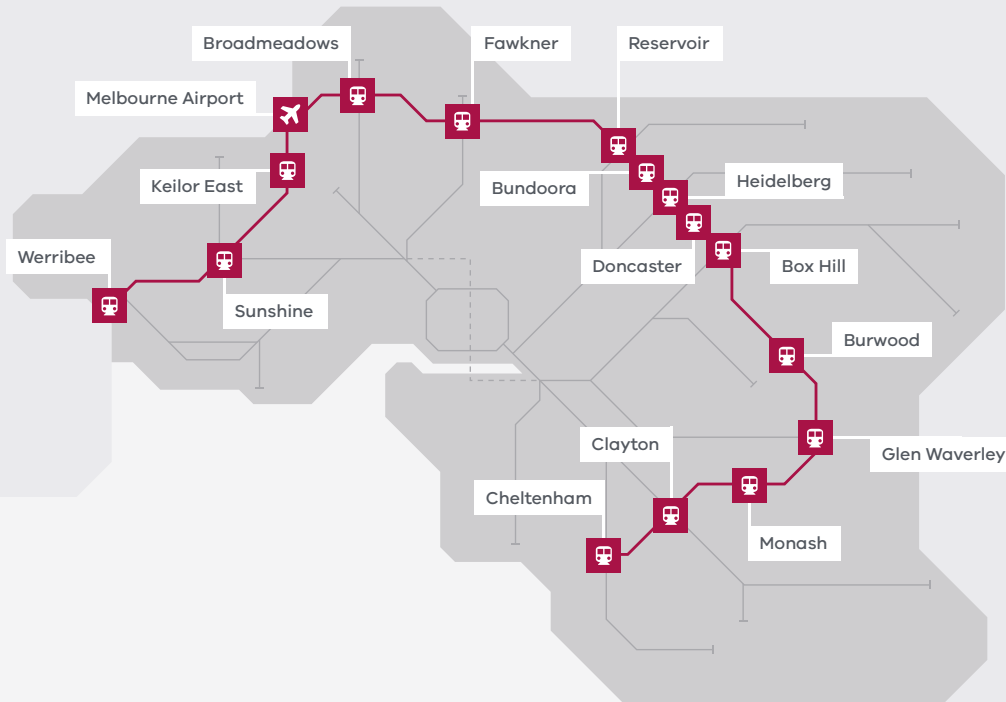 Broadmeadows
Fawkner
Reservoir
Melbourne Airport
Keilor East
Bundoora
Heidelberg
Werribee
Doncaster
Box Hill
Sunshine
Burwood
Clayton
Glen Waverley
Cheltenham
Monash